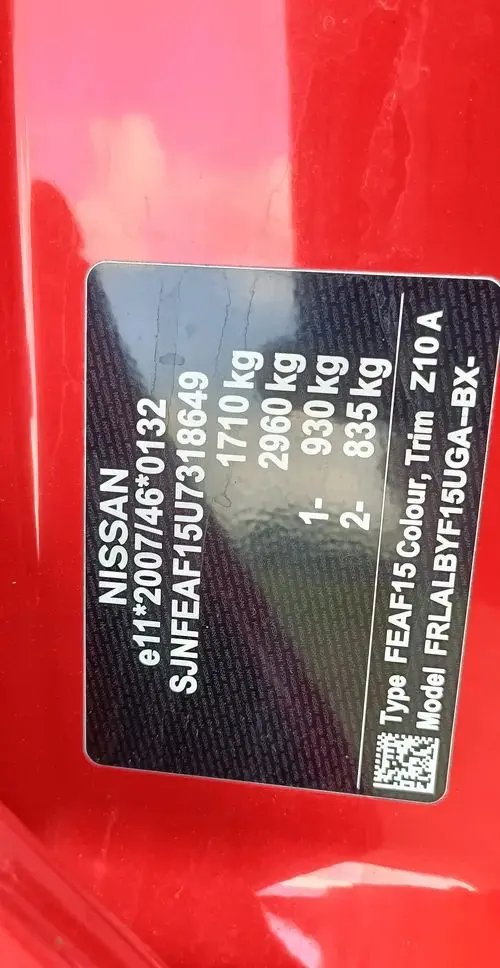 NISSAN
e11*2007/46*0132
SJNFEAF15U7318649
1710 kg
2960 kg
1- 930 kg
2- 835 kg
Type FEAF15 Colour, Trim Z10 A
Model FRLALBYF15UGA-BX-